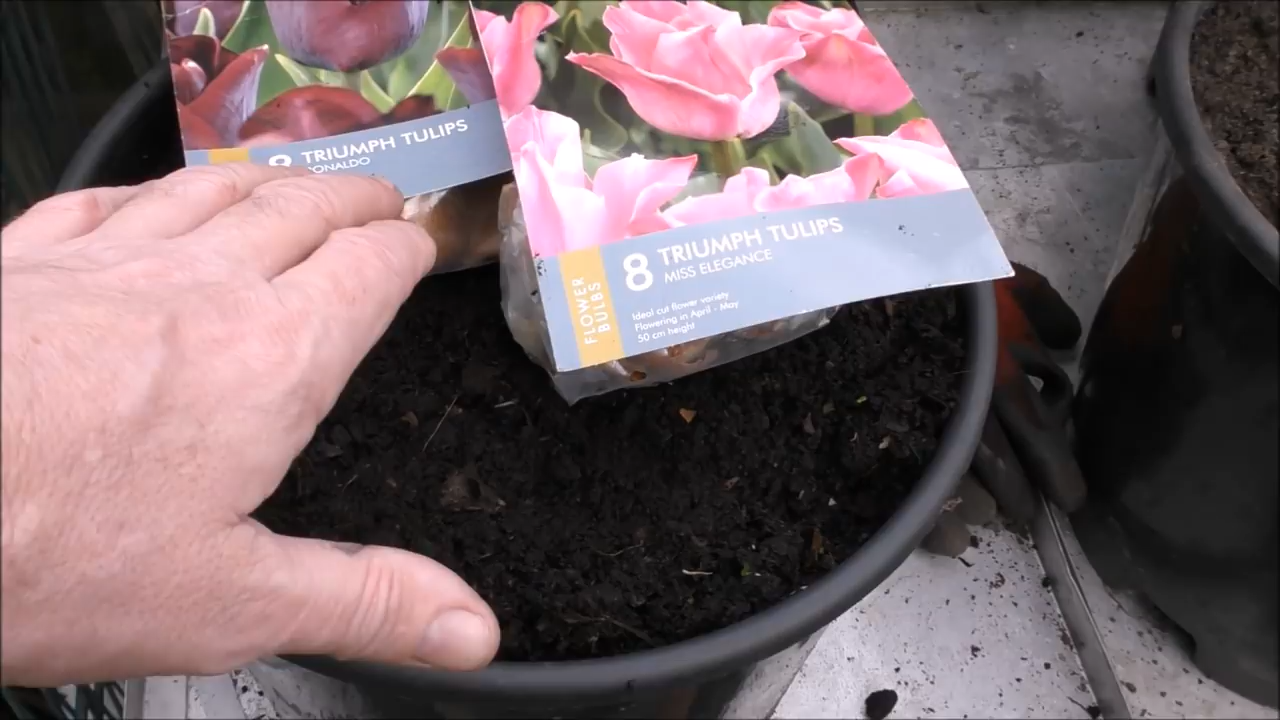 8 TRIUMPH TULIPS
ONALDO
FLOWER
BULBS
8 TRIUMPH TULIPS
MISS ELEGANCE
Ideal cut flower variety
Flowering in April - May
50 cm height